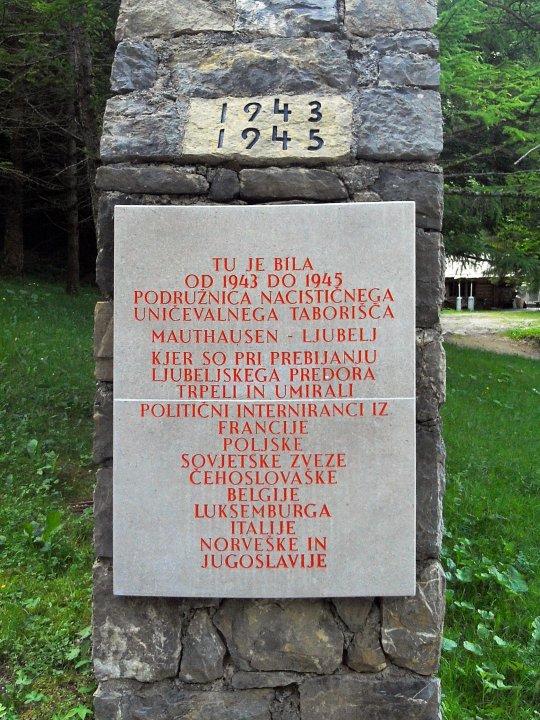 1943
1945
TU JE BILA
OD 1943 DO 1945
PODRUŽNICA NACISTIČNEGA
UNIČEVALNEGA TABORIŠČA
MAUTHAUSEN - LJUBELJ
KJER SO PRI PREBIJANJU
LJUBELJSKEGA PREDORA
TRPELI IN UMIRALI
POLITIČNI INTERNIRANCI IZ
FRANCIJE
POLJSKE
SOVJETSKE ZVEZE
ČEHOSLOVAŠKE
BELGIJE
LUKSEMBURGA
ITALIJE
NORVEŠKE IN
JUGOSLAVIJE